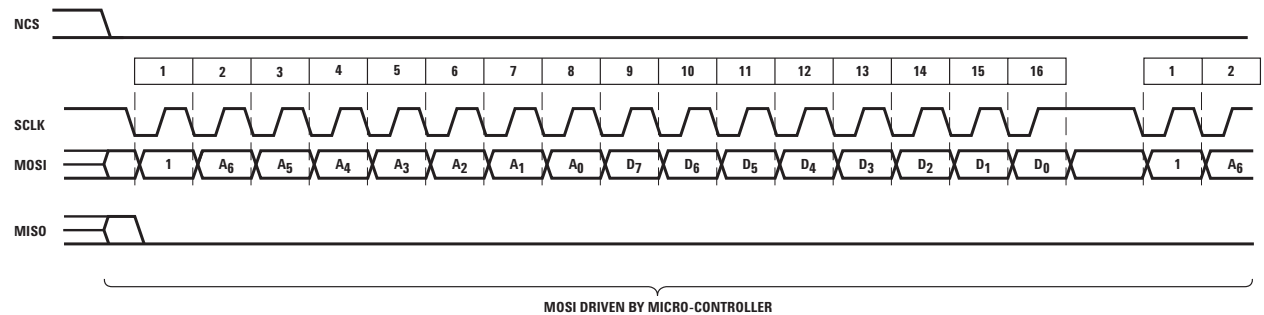 NCS
1 2 3 4 5 6 7 8 9 10 11 12 13 14 15 16 1 2
SCLK
MOSI 1 A6 A5 A4 A3 A2 A1 A0 D7 D6 D5 D4 D3 D2 D1 D0 1 A6
MISO
MOSI DRIVEN BY MICRO-CONTROLLER